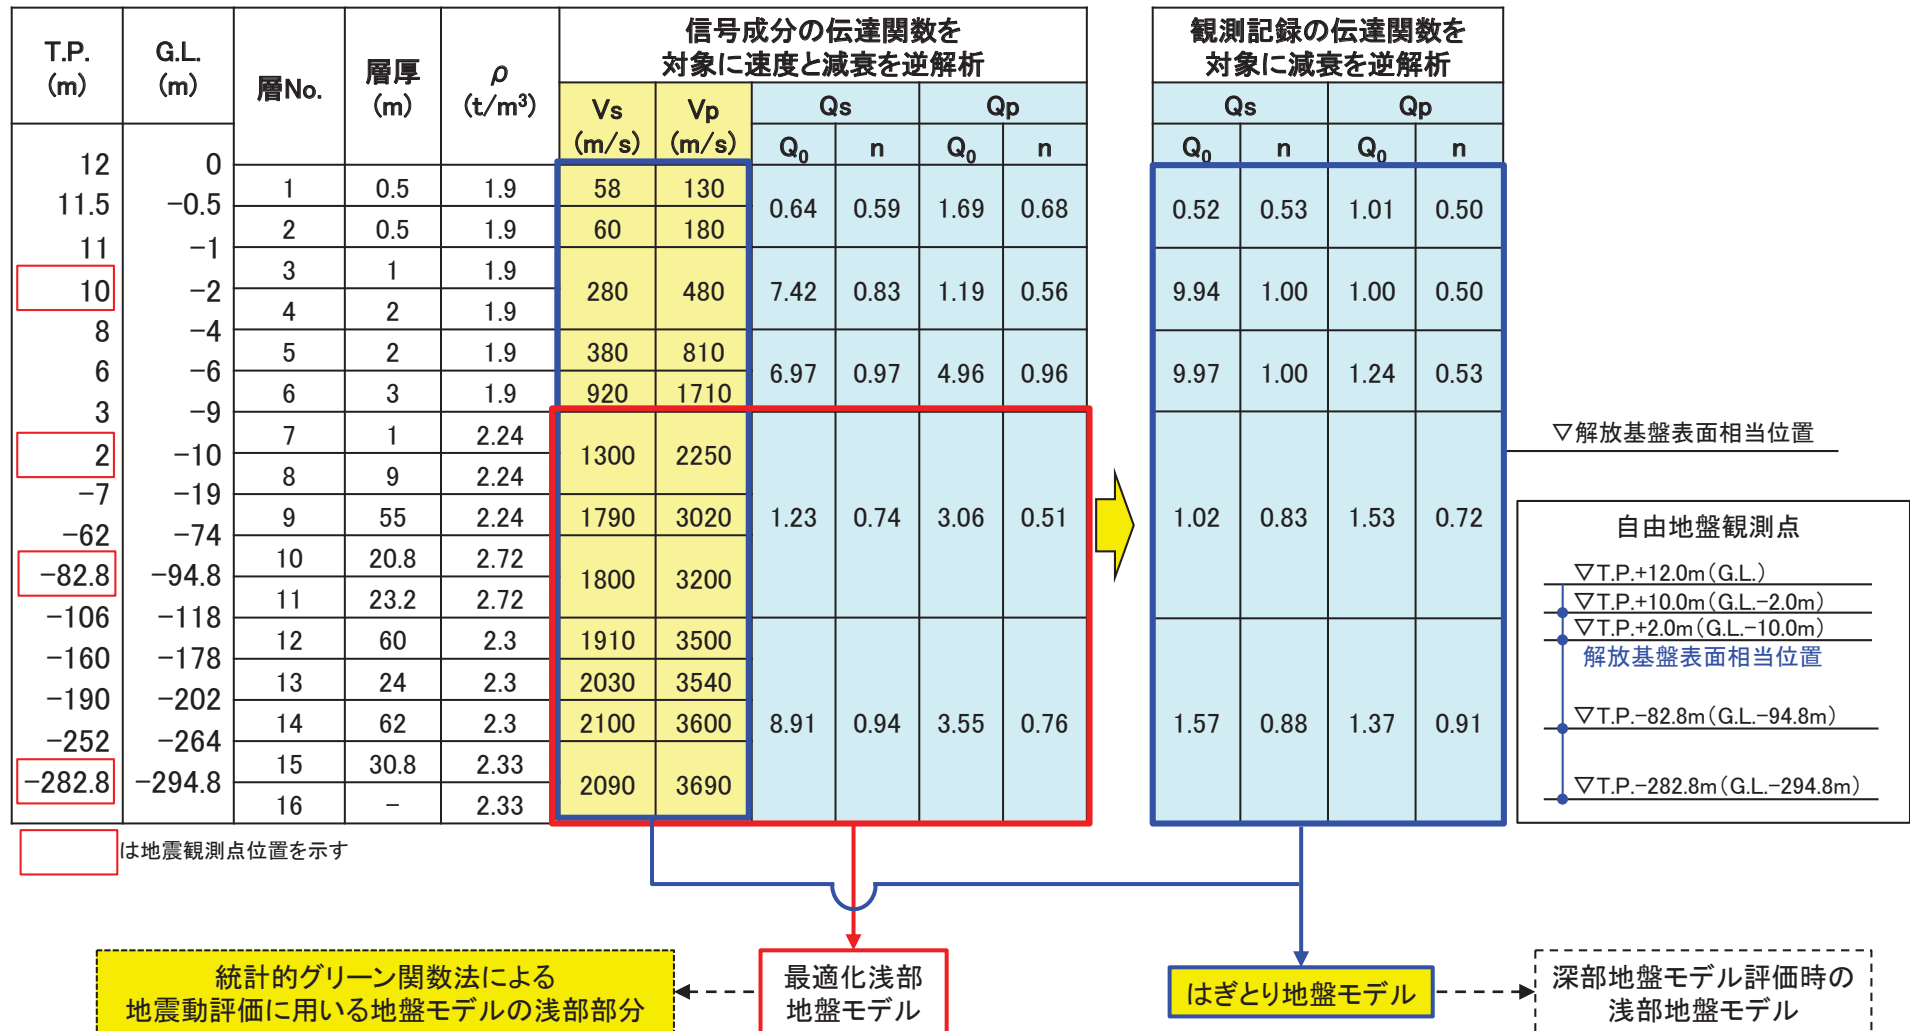 T.P. (m) G.L. (m) 層No. 層厚 (m) ρ (t/m³) 信号成分の伝達関数を対象に速度と減衰を逆解析 観測記録の伝達関数を対象に減衰を逆解析
Vs (m/s) Vp (m/s) Qs Qp Qs Qp
Q₀ n Q₀ n Q₀ n Q₀ n
12 0
1 0.5 1.9 58 130 0.64 0.59 1.69 0.68 0.52 0.53 1.01 0.50
11.5 −0.5
2 0.5 1.9 60 180
11 −1
3 1 1.9 280 480 7.42 0.83 1.19 0.56 9.94 1.00 1.00 0.50
10 −2
4 2 1.9
8 −4
5 2 1.9 380 810 6.97 0.97 4.96 0.96 9.97 1.00 1.24 0.53
6 −6
6 3 1.9 920 1710
3 −9
7 1 2.24 1300 2250 1.23 0.74 3.06 0.51 1.02 0.83 1.53 0.72
2 −10
8 9 2.24
−7 −19
9 55 2.24 1790 3020
−62 −74
10 20.8 2.72 1800 3200
−82.8 −94.8
11 23.2 2.72
−106 −118
12 60 2.3 1910 3500 8.91 0.94 3.55 0.76 1.57 0.88 1.37 0.91
−160 −178
13 24 2.3 2030 3540
−190 −202
14 62 2.3 2100 3600
−252 −264
15 30.8 2.33 2090 3690
−282.8 −294.8
16 − 2.33
▽解放基盤表面相当位置
自由地盤観測点
▽T.P.+12.0m(G.L.)
▽T.P.+10.0m(G.L.−2.0m)
▽T.P.+2.0m(G.L.−10.0m)
解放基盤表面相当位置
▽T.P.−82.8m(G.L.−94.8m)
▽T.P.−282.8m(G.L.−294.8m)
は地震観測点位置を示す
統計的グリーン関数法による
地震動評価に用いる地盤モデルの浅部部分
最適化浅部
地盤モデル
はぎとり地盤モデル
深部地盤モデル評価時の
浅部地盤モデル